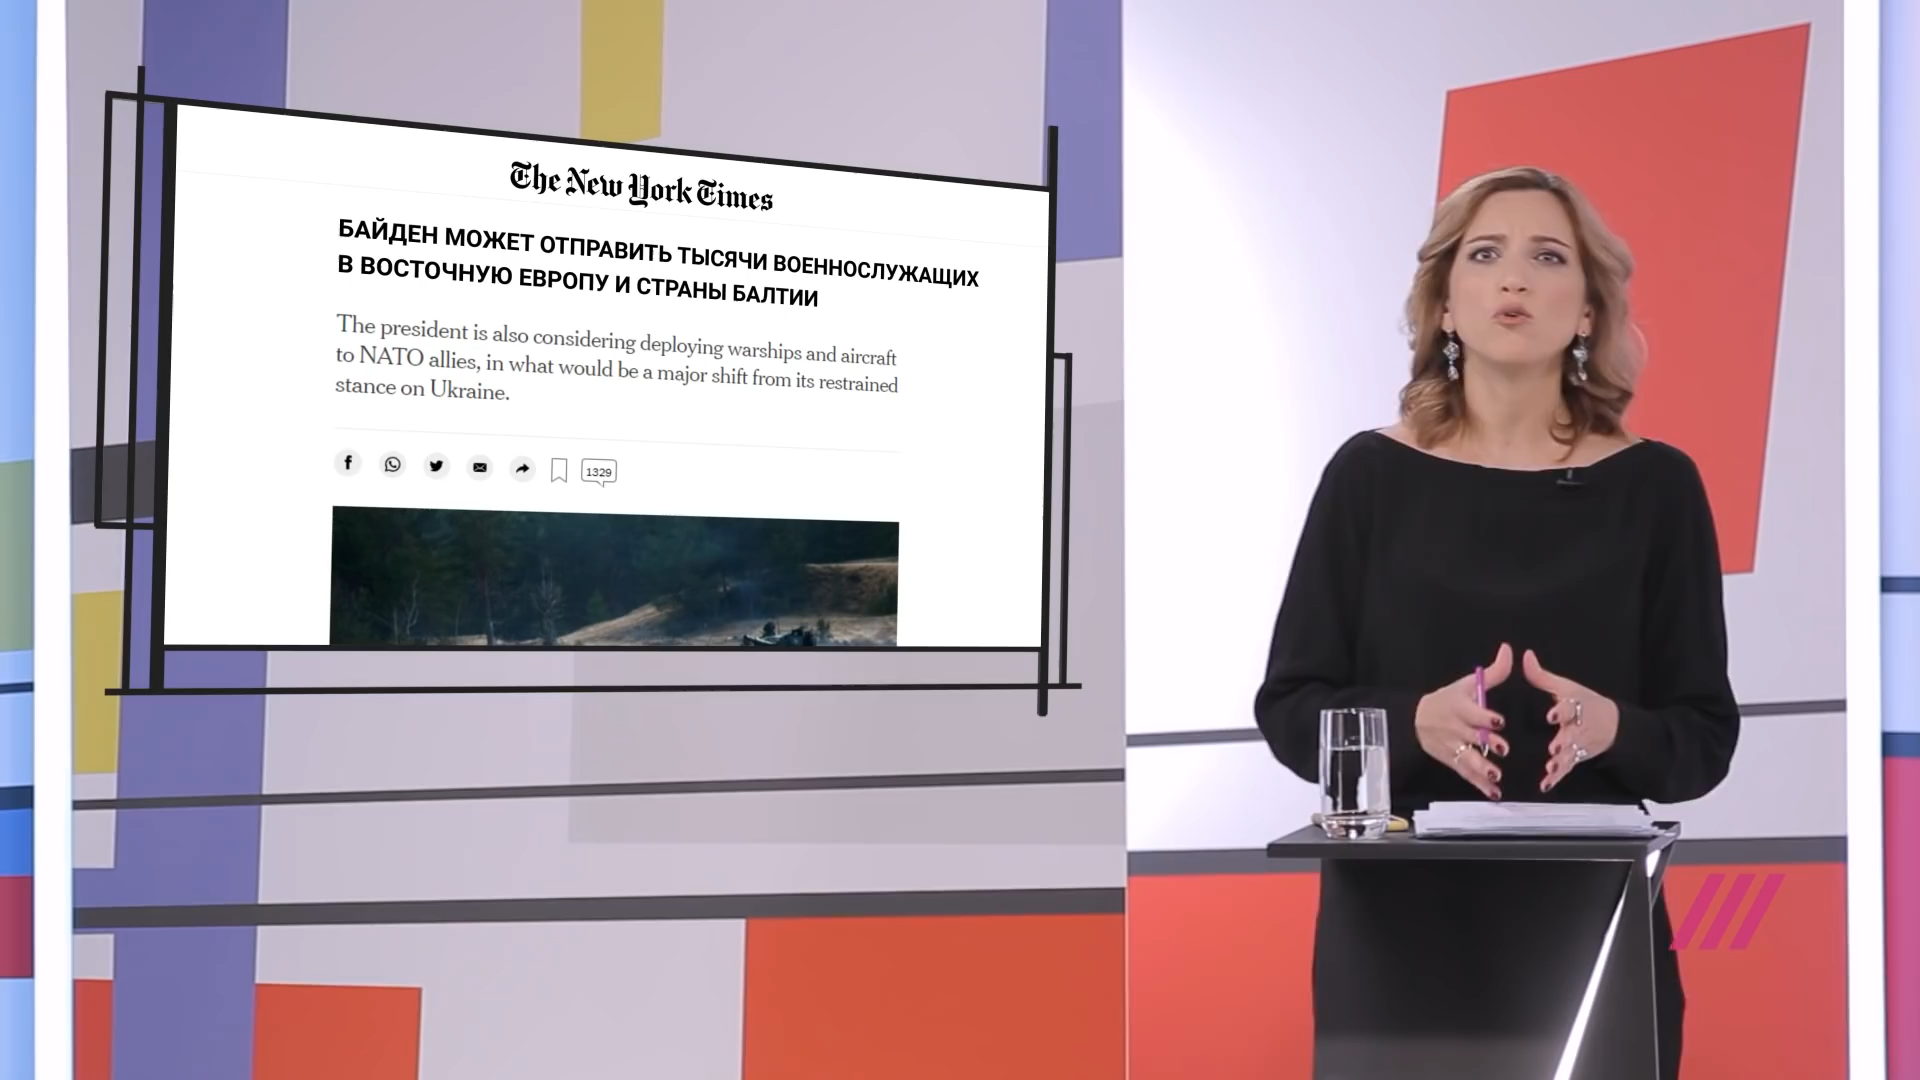 The New York Times
БАЙДЕН МОЖЕТ ОТПРАВИТЬ ТЫСЯЧИ ВОЕННОСЛУЖАЩИХ
В ВОСТОЧНУЮ ЕВРОПУ И СТРАНЫ БАЛТИИ
The president is also considering deploying warships and aircraft
to NATO allies, in what would be a major shift from its restrained
stance on Ukraine.
1329